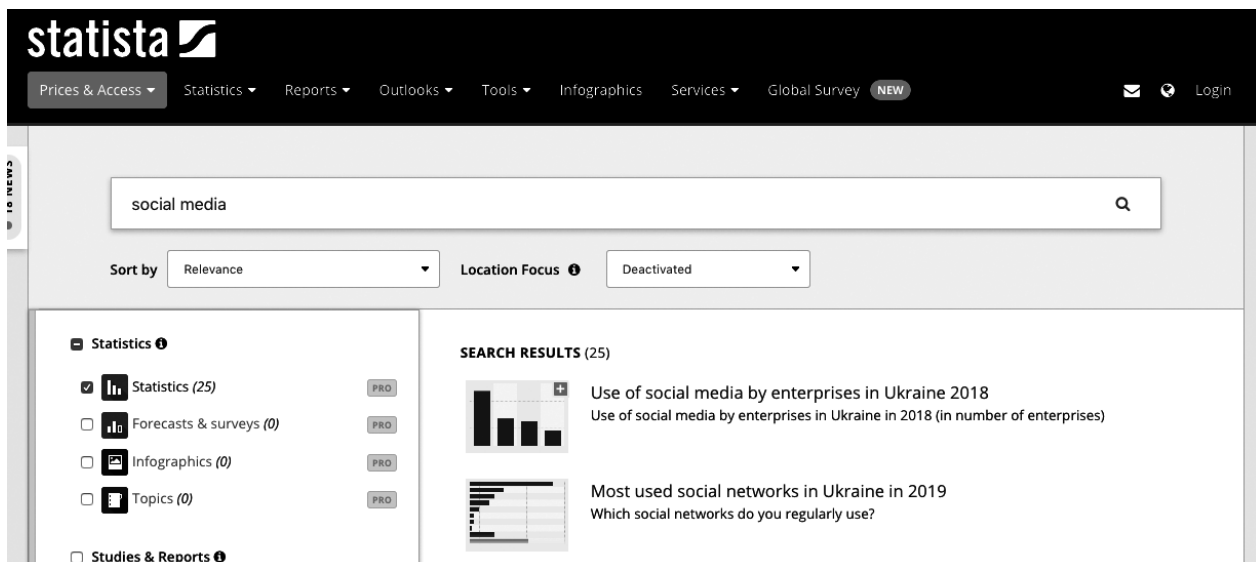 statista
Prices & Access Statistics Reports Outlooks Tools Infographics Services Global Survey NEW Login
social media
Sort by Relevance Location Focus Deactivated
Statistics
Statistics (25) PRO
Forecasts & surveys (0) PRO
Infographics (0) PRO
Topics (0) PRO
Studies & Reports
SEARCH RESULTS (25)
Use of social media by enterprises in Ukraine 2018
Use of social media by enterprises in Ukraine in 2018 (in number of enterprises)
Most used social networks in Ukraine in 2019
Which social networks do you regularly use?